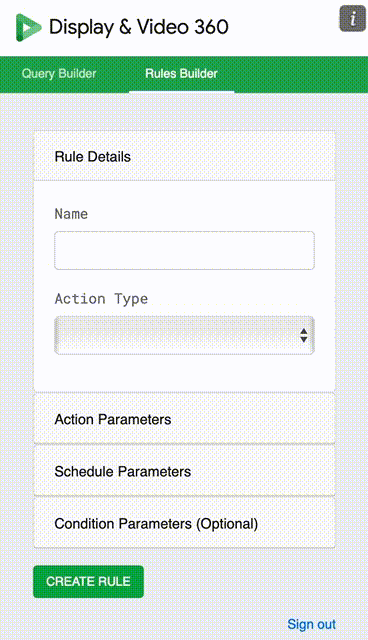 Display & Video 360
i
Query Builder
Rules Builder
Rule Details
Name
Action Type
Action Parameters
Schedule Parameters
Condition Parameters (Optional)
CREATE RULE
Sign out